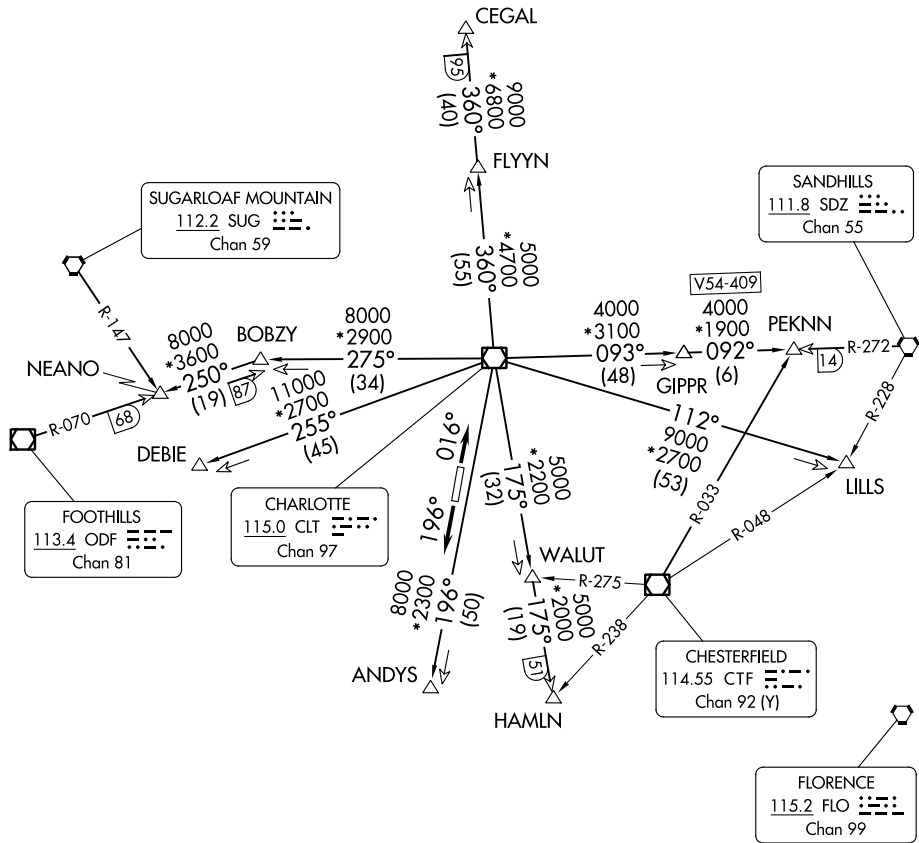 CEGAL
95
9000
*6800
360°
(40)
FLYYN
5000
*4700
360°
(55)
SUGARLOAF MOUNTAIN
112.2 SUG
Chan 59
SANDHILLS
111.8 SDZ
Chan 55
R-147
NEANO
8000
*3600
250°
(19)
BOBZY
87
8000
*2900
275°
(34)
4000
*3100
093°
(48)
GIPPR
V54-409
4000
*1900
092°
(6)
PEKNN
R-272
14
R-228
R-070
68
DEBIE
11000
*2700
255°
(45)
112°
9000
*2700
(53)
LILLS
FOOTHILLS
113.4 ODF
Chan 81
CHARLOTTE
115.0 CLT
Chan 97
016°
196°
5000
*2200
175°
(32)
R-033
R-048
WALUT
R-275
R-238
8000
*2300
196°
(50)
ANDYS
5000
*2000
175°
(19)
51
HAMLN
CHESTERFIELD
114.55 CTF
Chan 92 (Y)
FLORENCE
115.2 FLO
Chan 99